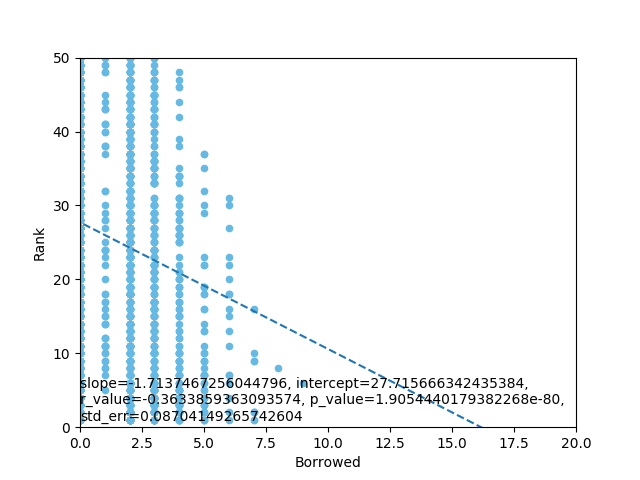 50
40
30
20
10
0
Rank
slope=-1.7137467256044796, intercept=27.715666342435384,
r_value=-0.3633859363093574, p_value=1.9054440179382268e-80,
std_err=0.08704149265742604
0.0 2.5 5.0 7.5 10.0 12.5 15.0 17.5 20.0
Borrowed